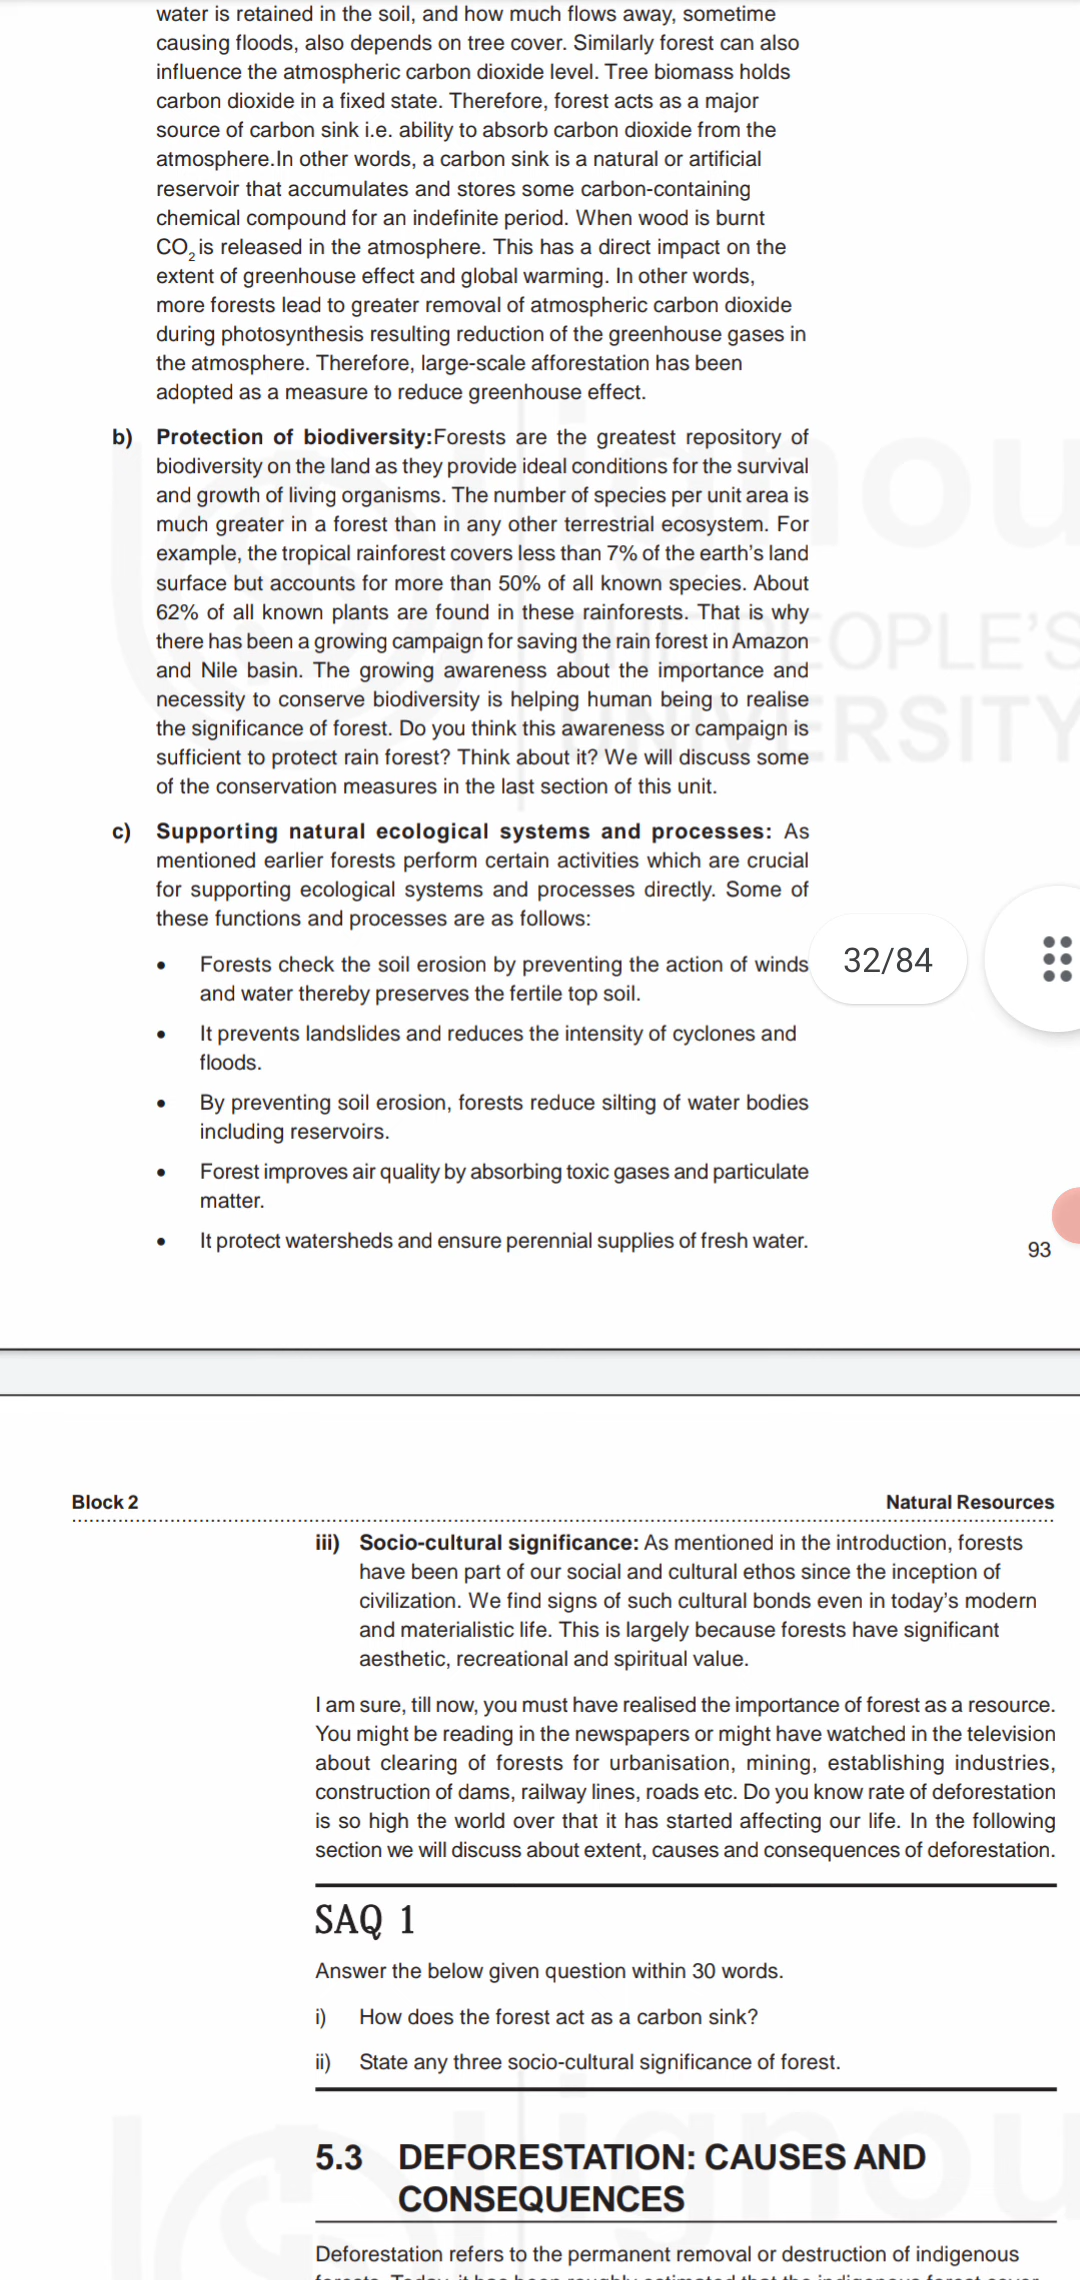 water is retained in the soil, and how much flows away, sometime
causing floods, also depends on tree cover. Similarly forest can also
influence the atmospheric carbon dioxide level. Tree biomass holds
carbon dioxide in a fixed state. Therefore, forest acts as a major
source of carbon sink i.e. ability to absorb carbon dioxide from the
atmosphere.In other words, a carbon sink is a natural or artificial
reservoir that accumulates and stores some carbon-containing
chemical compound for an indefinite period. When wood is burnt
CO₂ is released in the atmosphere. This has a direct impact on the
extent of greenhouse effect and global warming. In other words,
more forests lead to greater removal of atmospheric carbon dioxide
during photosynthesis resulting reduction of the greenhouse gases in
the atmosphere. Therefore, large-scale afforestation has been
adopted as a measure to reduce greenhouse effect.
b) Protection of biodiversity:Forests are the greatest repository of
biodiversity on the land as they provide ideal conditions for the survival
and growth of living organisms. The number of species per unit area is
much greater in a forest than in any other terrestrial ecosystem. For
example, the tropical rainforest covers less than 7% of the earth's land
surface but accounts for more than 50% of all known species. About
62% of all known plants are found in these rainforests. That is why
there has been a growing campaign for saving the rain forest in Amazon
and Nile basin. The growing awareness about the importance and
necessity to conserve biodiversity is helping human being to realise
the significance of forest. Do you think this awareness or campaign is
sufficient to protect rain forest? Think about it? We will discuss some
of the conservation measures in the last section of this unit.
ignou
THE PEOPLE'S
UNIVERSITY
c) Supporting natural ecological systems and processes: As
mentioned earlier forests perform certain activities which are crucial
for supporting ecological systems and processes directly. Some of
these functions and processes are as follows:
• Forests check the soil erosion by preventing the action of winds
and water thereby preserves the fertile top soil.
32/84
• It prevents landslides and reduces the intensity of cyclones and
floods.
• By preventing soil erosion, forests reduce silting of water bodies
including reservoirs.
• Forest improves air quality by absorbing toxic gases and particulate
matter.
• It protect watersheds and ensure perennial supplies of fresh water.
93
Block 2 Natural Resources
iii) Socio-cultural significance: As mentioned in the introduction, forests
have been part of our social and cultural ethos since the inception of
civilization. We find signs of such cultural bonds even in today's modern
and materialistic life. This is largely because forests have significant
aesthetic, recreational and spiritual value.
I am sure, till now, you must have realised the importance of forest as a resource.
You might be reading in the newspapers or might have watched in the television
about clearing of forests for urbanisation, mining, establishing industries,
construction of dams, railway lines, roads etc. Do you know rate of deforestation
is so high the world over that it has started affecting our life. In the following
section we will discuss about extent, causes and consequences of deforestation.
SAQ 1
Answer the below given question within 30 words.
i) How does the forest act as a carbon sink?
ii) State any three socio-cultural significance of forest.
ignou
5.3 DEFORESTATION: CAUSES AND
CONSEQUENCES
Deforestation refers to the permanent removal or destruction of indigenous